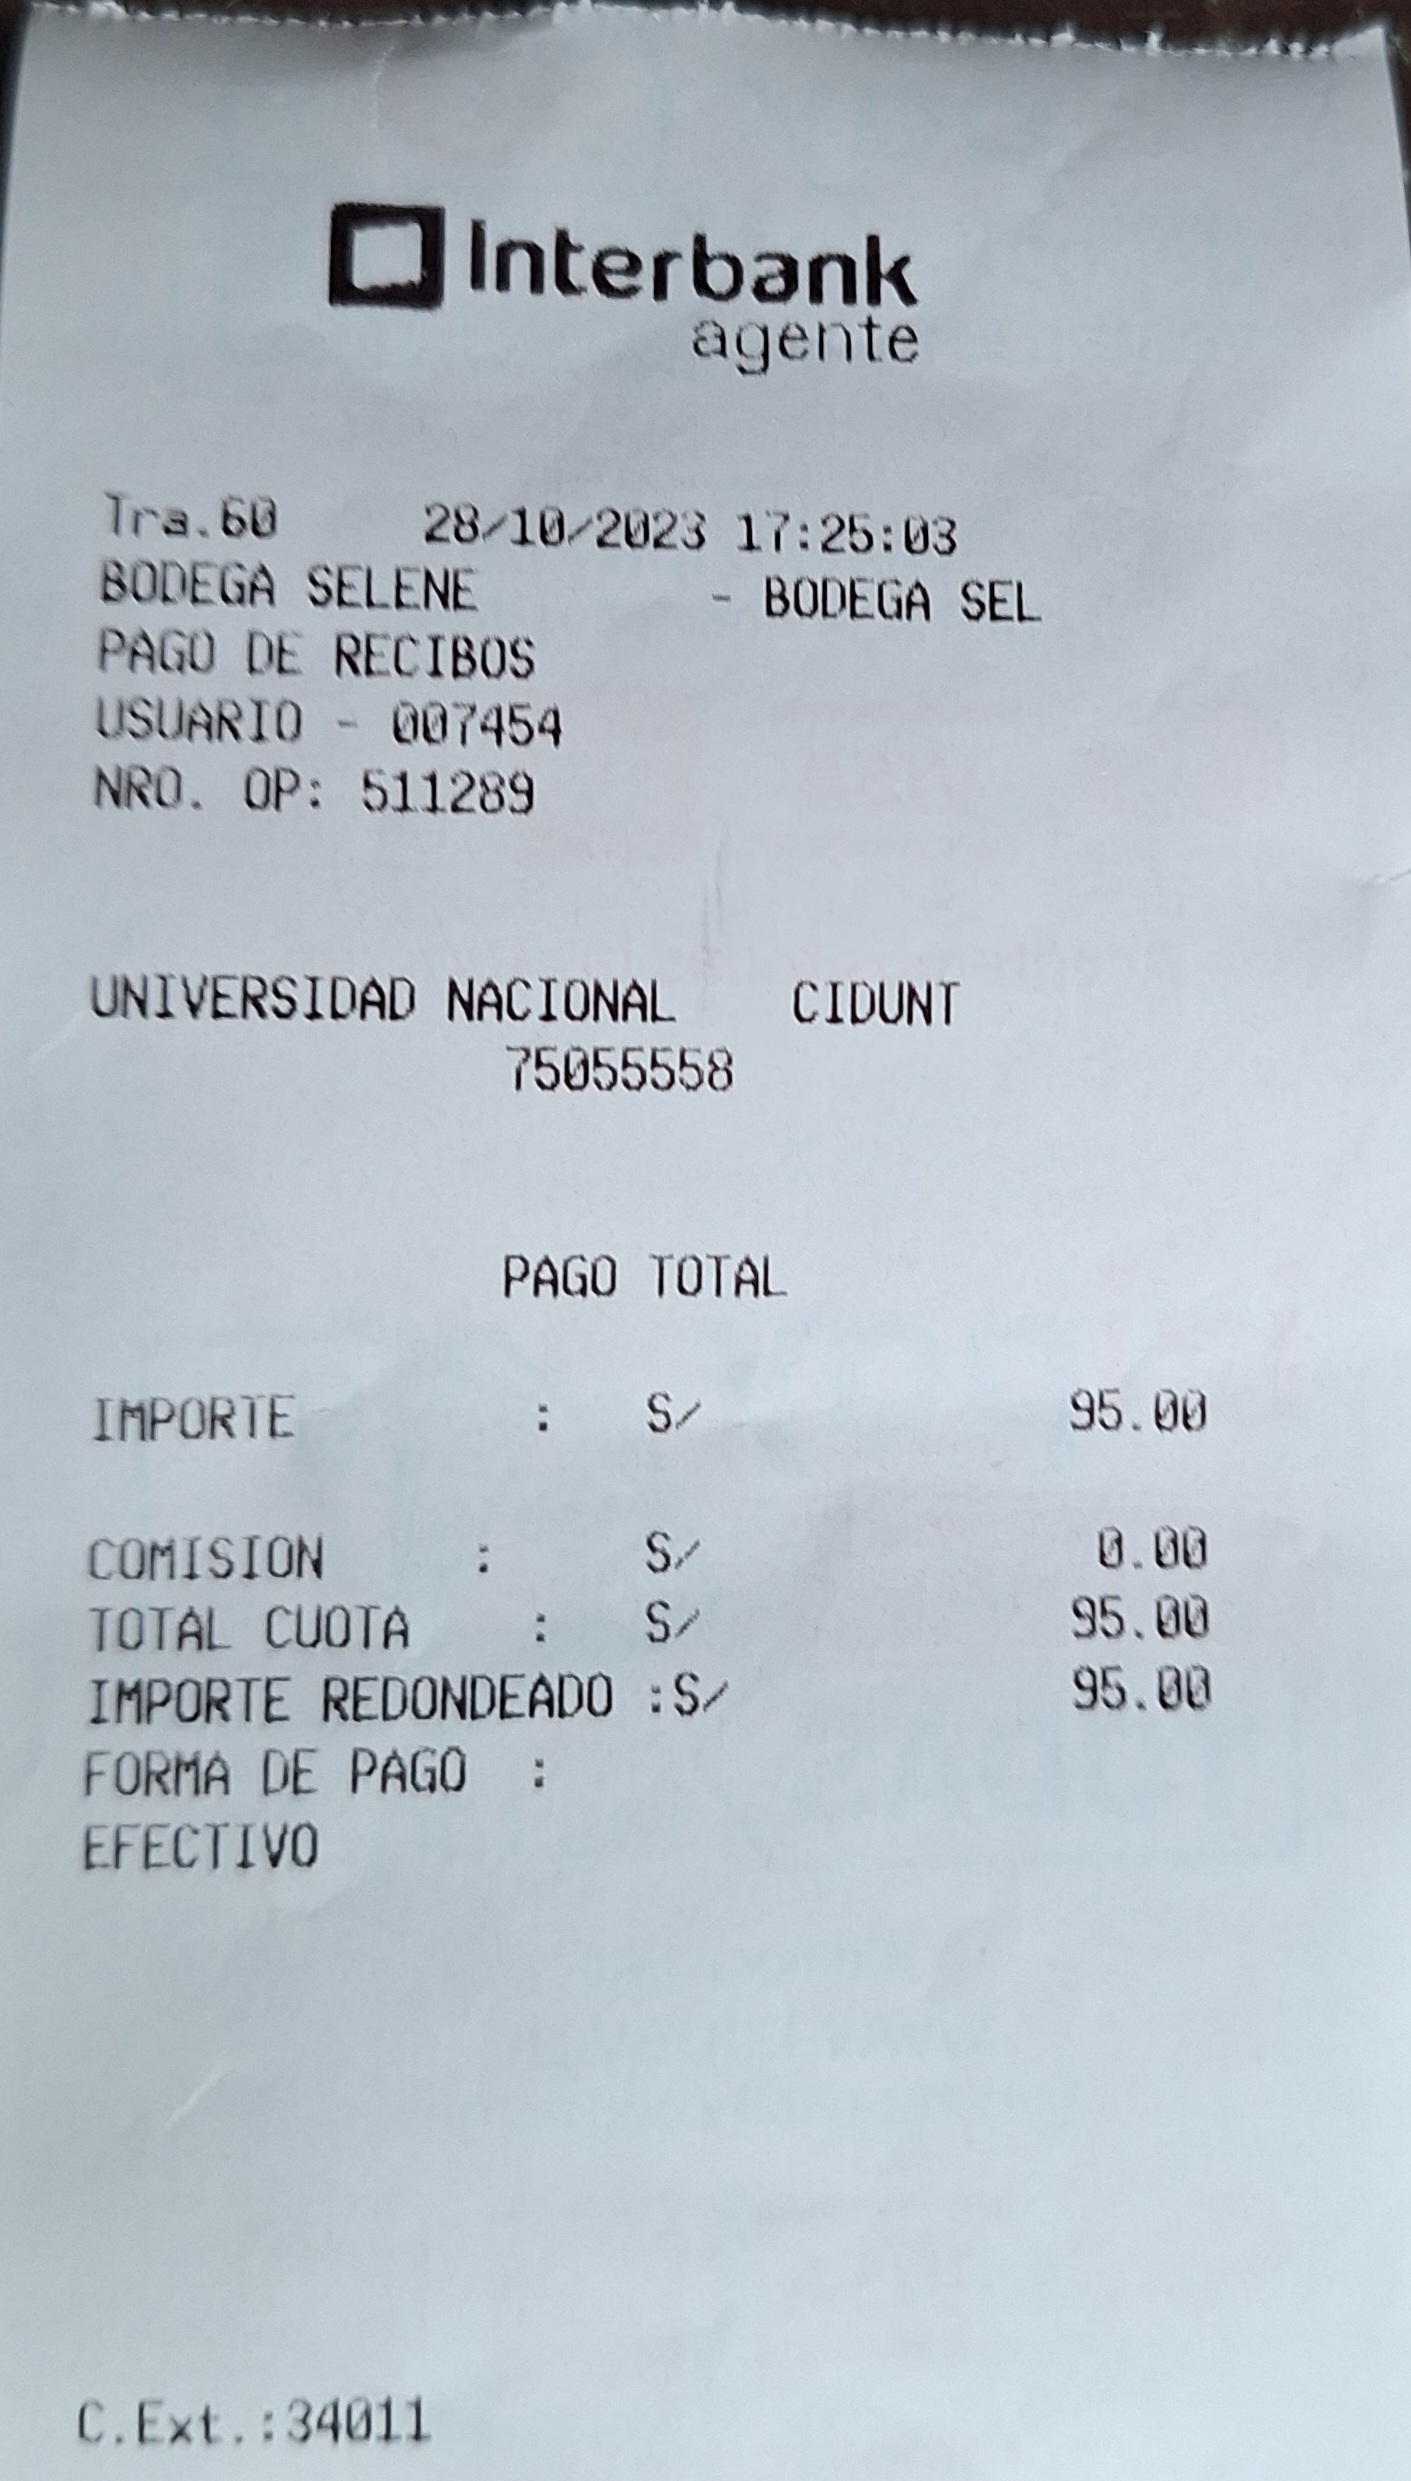 Interbank
agente
Tra.60 28/10/2023 17:25:03
BODEGA SELENE - BODEGA SEL
PAGO DE RECIBOS
USUARIO - 007454
NRO. OP: 511289
UNIVERSIDAD NACIONAL CIDUNT
75055558
PAGO TOTAL
IMPORTE : S/ 95.00
COMISION : S/ 0.00
TOTAL CUOTA : S/ 95.00
IMPORTE REDONDEADO :S/ 95.00
FORMA DE PAGO :
EFECTIVO
C.Ext.:34011